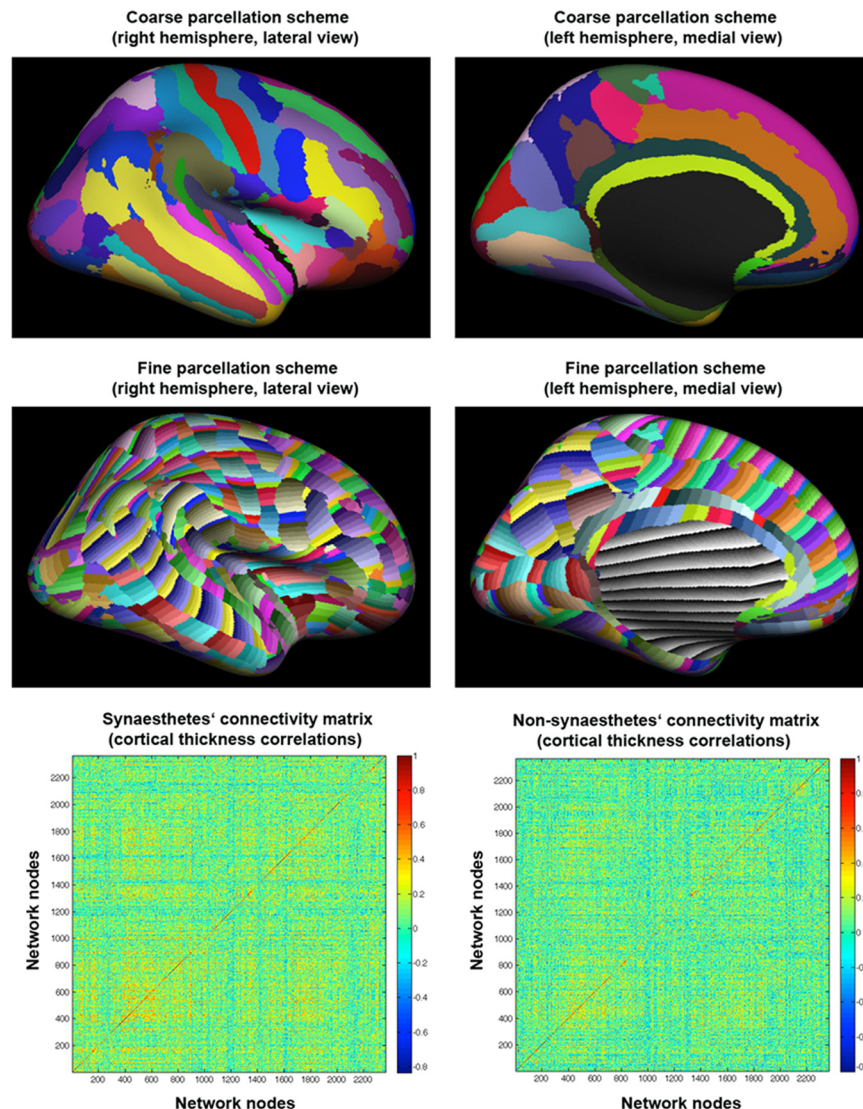 Coarse parcellation scheme
(right hemisphere, lateral view)
Coarse parcellation scheme
(left hemisphere, medial view)
Fine parcellation scheme
(right hemisphere, lateral view)
Fine parcellation scheme
(left hemisphere, medial view)
Synaesthetes‘ connectivity matrix
(cortical thickness correlations)
Network nodes
2200
2000
1800
1600
1400
1200
1000
800
600
400
200
200 400 600 800 1000 1200 1400 1600 1800 2000 2200
Network nodes
1
0.8
0.6
0.4
0.2
0
-0.2
-0.4
-0.6
-0.8
Non-synaesthetes‘ connectivity matrix
(cortical thickness correlations)
Network nodes
2200
2000
1800
1600
1400
1200
1000
800
600
400
200
200 400 600 800 1000 1200 1400 1600 1800 2000 2200
Network nodes